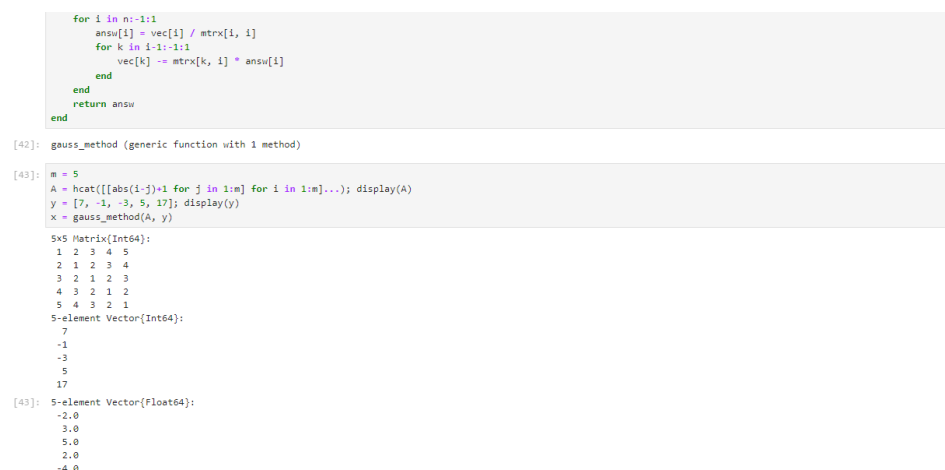 for i in n:-1:1
answ[i] = vec[i] / mtrx[i, i]
for k in i-1:-1:1
vec[k] -= mtrx[k, i] * answ[i]
end
end
return answ
end
[42]: gauss_method (generic function with 1 method)
[43]: m = 5
A = hcat([[abs(i-j)+1 for j in 1:m] for i in 1:m]...); display(A)
y = [7, -1, -3, 5, 17]; display(y)
x = gauss_method(A, y)
5×5 Matrix{Int64}:
1 2 3 4 5
2 1 2 3 4
3 2 1 2 3
4 3 2 1 2
5 4 3 2 1
5-element Vector{Int64}:
7
-1
-3
5
17
[43]: 5-element Vector{Float64}:
-2.0
3.0
5.0
2.0
-4.0